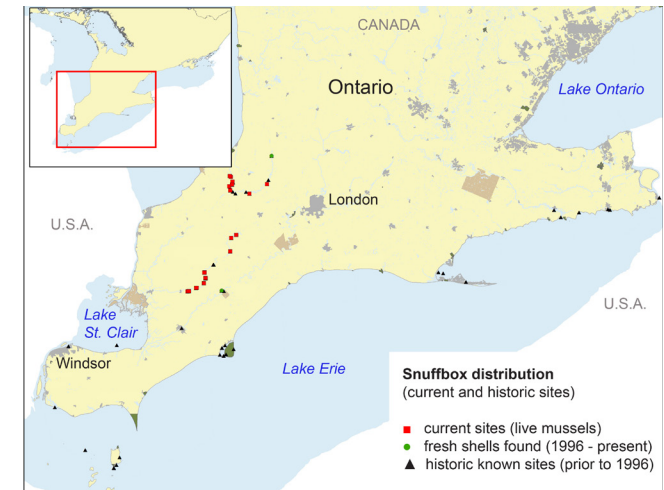 CANADA
Ontario
Lake Ontario
London
U.S.A.
U.S.A.
Lake
St. Clair
Windsor
Lake Erie
Snuffbox distribution
(current and historic sites)
current sites (live mussels)
fresh shells found (1996 - present)
historic known sites (prior to 1996)